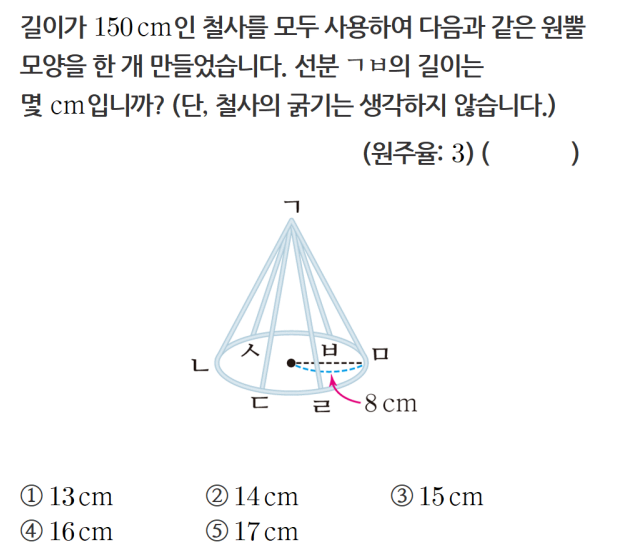 길이가 150 cm인 철사를 모두 사용하여 다음과 같은 원뿔
모양을 한 개 만들었습니다. 선분 ㄱㅂ의 길이는
몇 cm입니까? (단, 철사의 굵기는 생각하지 않습니다.)
(원주율: 3) (        )
ㄱ
ㅅ ㅂ ㅁ
ㄴ
ㄷ ㄹ 8 cm
① 13 cm ② 14 cm ③ 15 cm
④ 16 cm ⑤ 17 cm